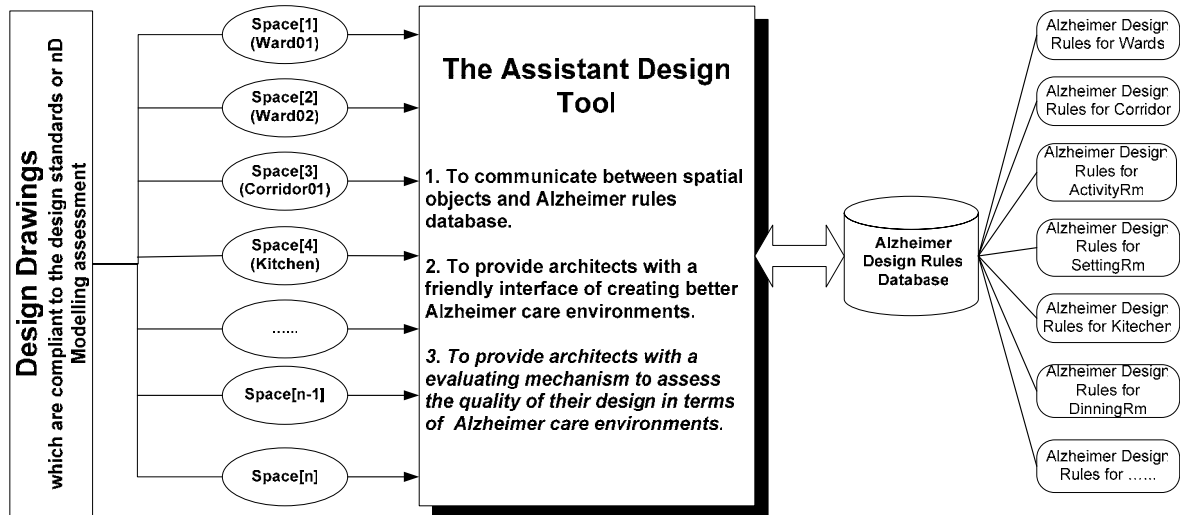 Design Drawings
which are compliant to the design standards or nD
Modelling assessment
Space[1]
(Ward01)
Space[2]
(Ward02)
Space[3]
(Corridor01)
Space[4]
(Kitchen)
......
Space[n-1]
Space[n]
The Assistant Design
Tool
1. To communicate between spatial
objects and Alzheimer rules
database.
2. To provide architects with a
friendly interface of creating better
Alzheimer care environments.
3. To provide architects with a
evaluating mechanism to assess
the quality of their design in terms
of Alzheimer care environments.
Alzheimer
Design Rules
Database
Alzheimer Design
Rules for Wards
Alzheimer Design
Rules for Corridor
Alzheimer Design
Rules for
ActivityRm
Alzheimer Design
Rules for
SettingRm
Alzheimer Design
Rules for Kitechen
Alzheimer Design
Rules for
DinningRm
Alzheimer Design
Rules for ......